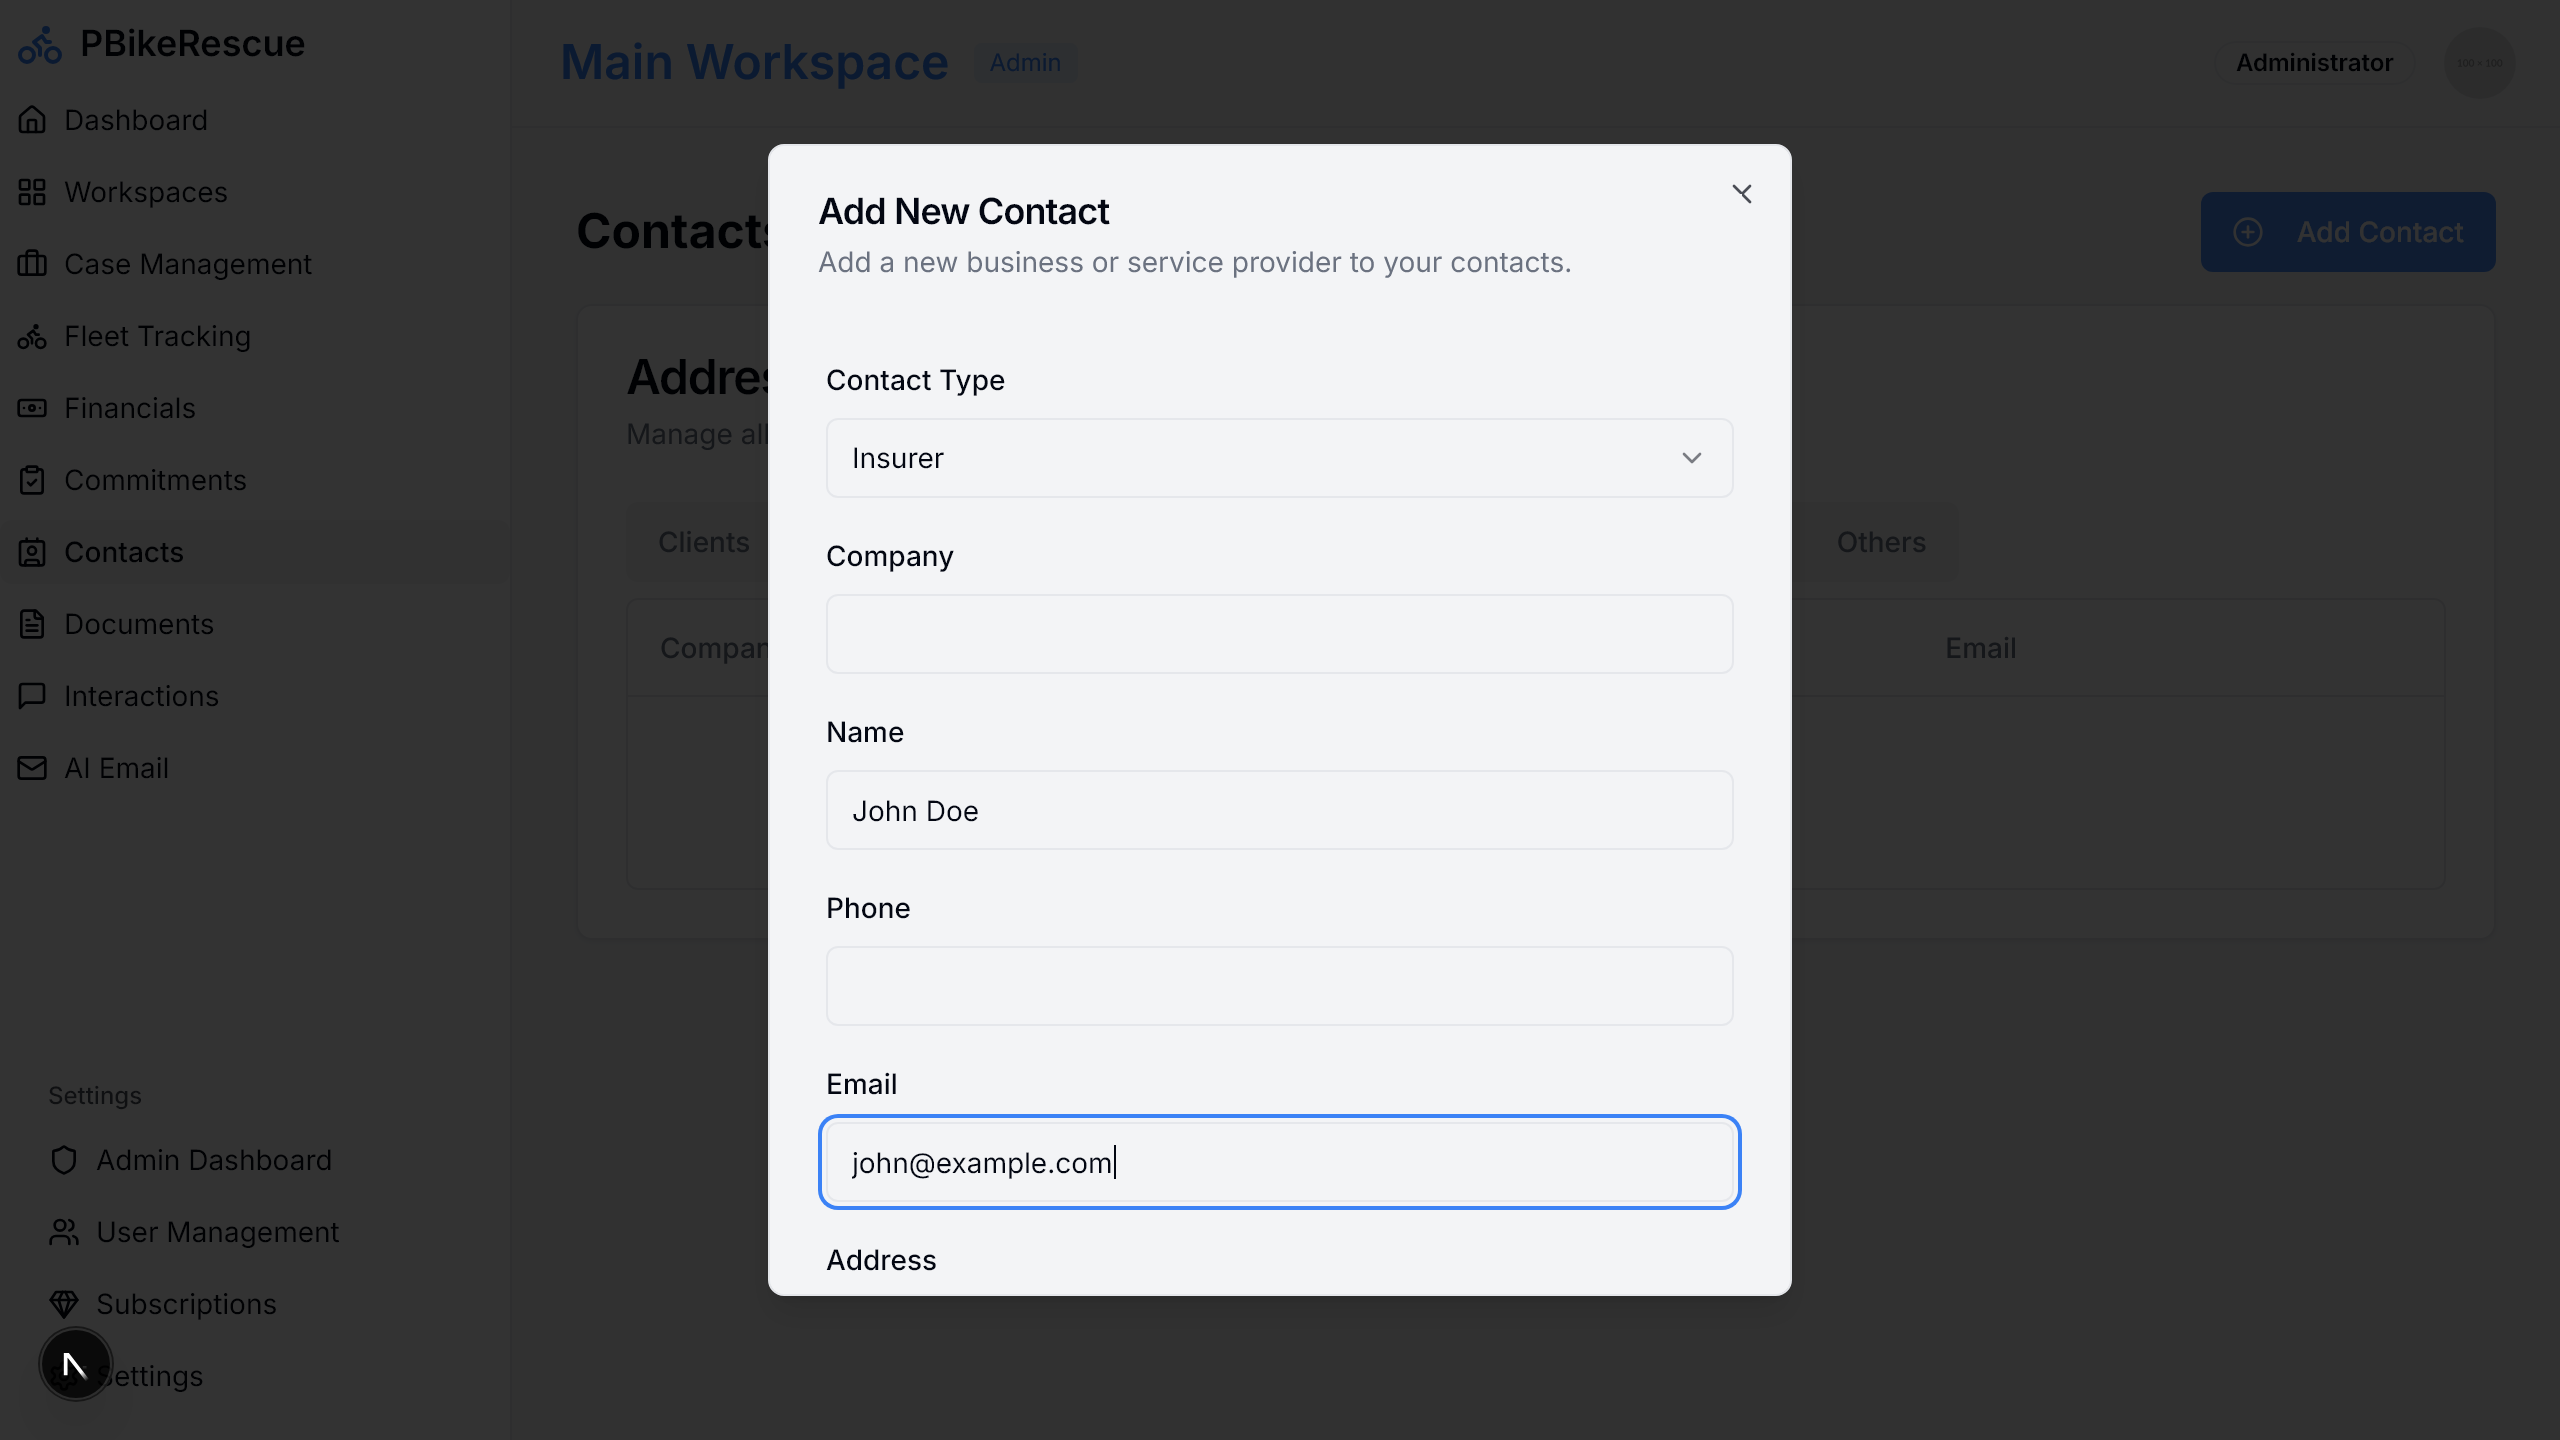 PBikeRescue
Dashboard
Workspaces
Case Management
Fleet Tracking
Financials
Commitments
Contacts
Documents
Interactions
AI Email
Settings
Admin Dashboard
User Management
Subscriptions
Settings
Main Workspace
Admin
Administrator
100 × 100
Contacts
Add Contact
Addres
Manage all
Clients
Others
Compan
Email
Add New Contact
Add a new business or service provider to your contacts.
Contact Type
Insurer
Company
Name
John Doe
Phone
Email
john@example.com
Address